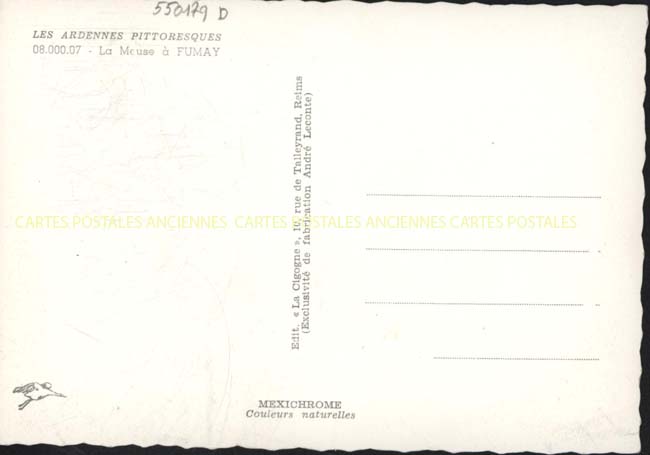 550179 D
LES ARDENNES PITTORESQUES
08.000.07 - La Meuse à FUMAY
Edit. « La Cigogne », rue de Talleyrand, Reims
(Exclusivité de fabrication André Leconte)
CARTES POSTALES ANCIENNES CARTES POSTALES ANCIENNES CARTES POSTALES
MEXICHROME
Couleurs naturelles